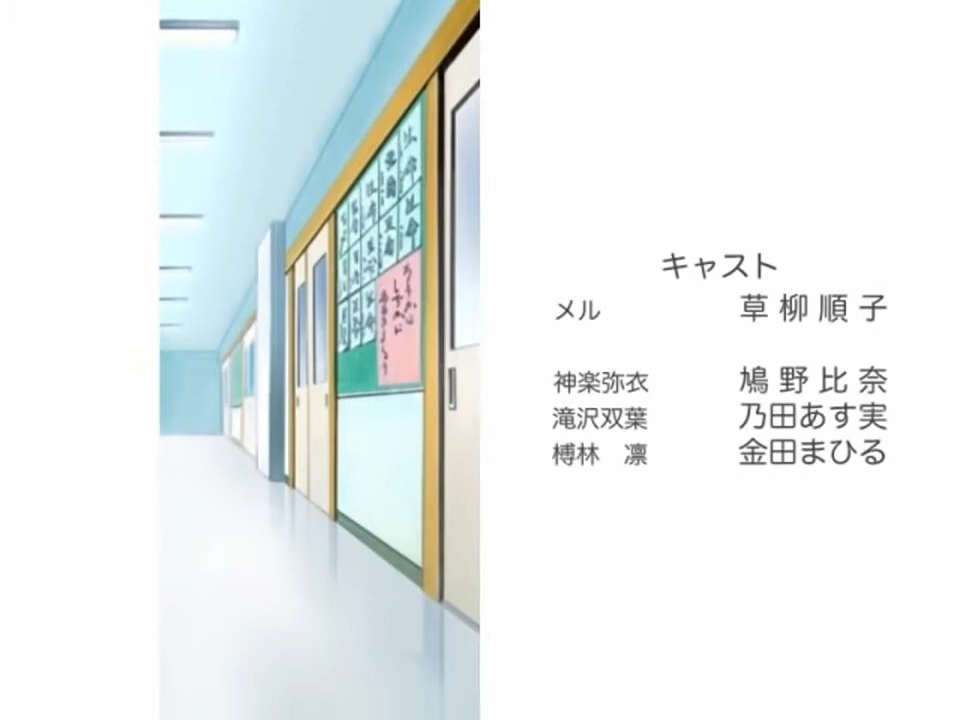 キャスト
メル 草柳順子
神楽弥衣 鳩野比奈
滝沢双葉 乃田あす実
榑林 凛 金田まひる